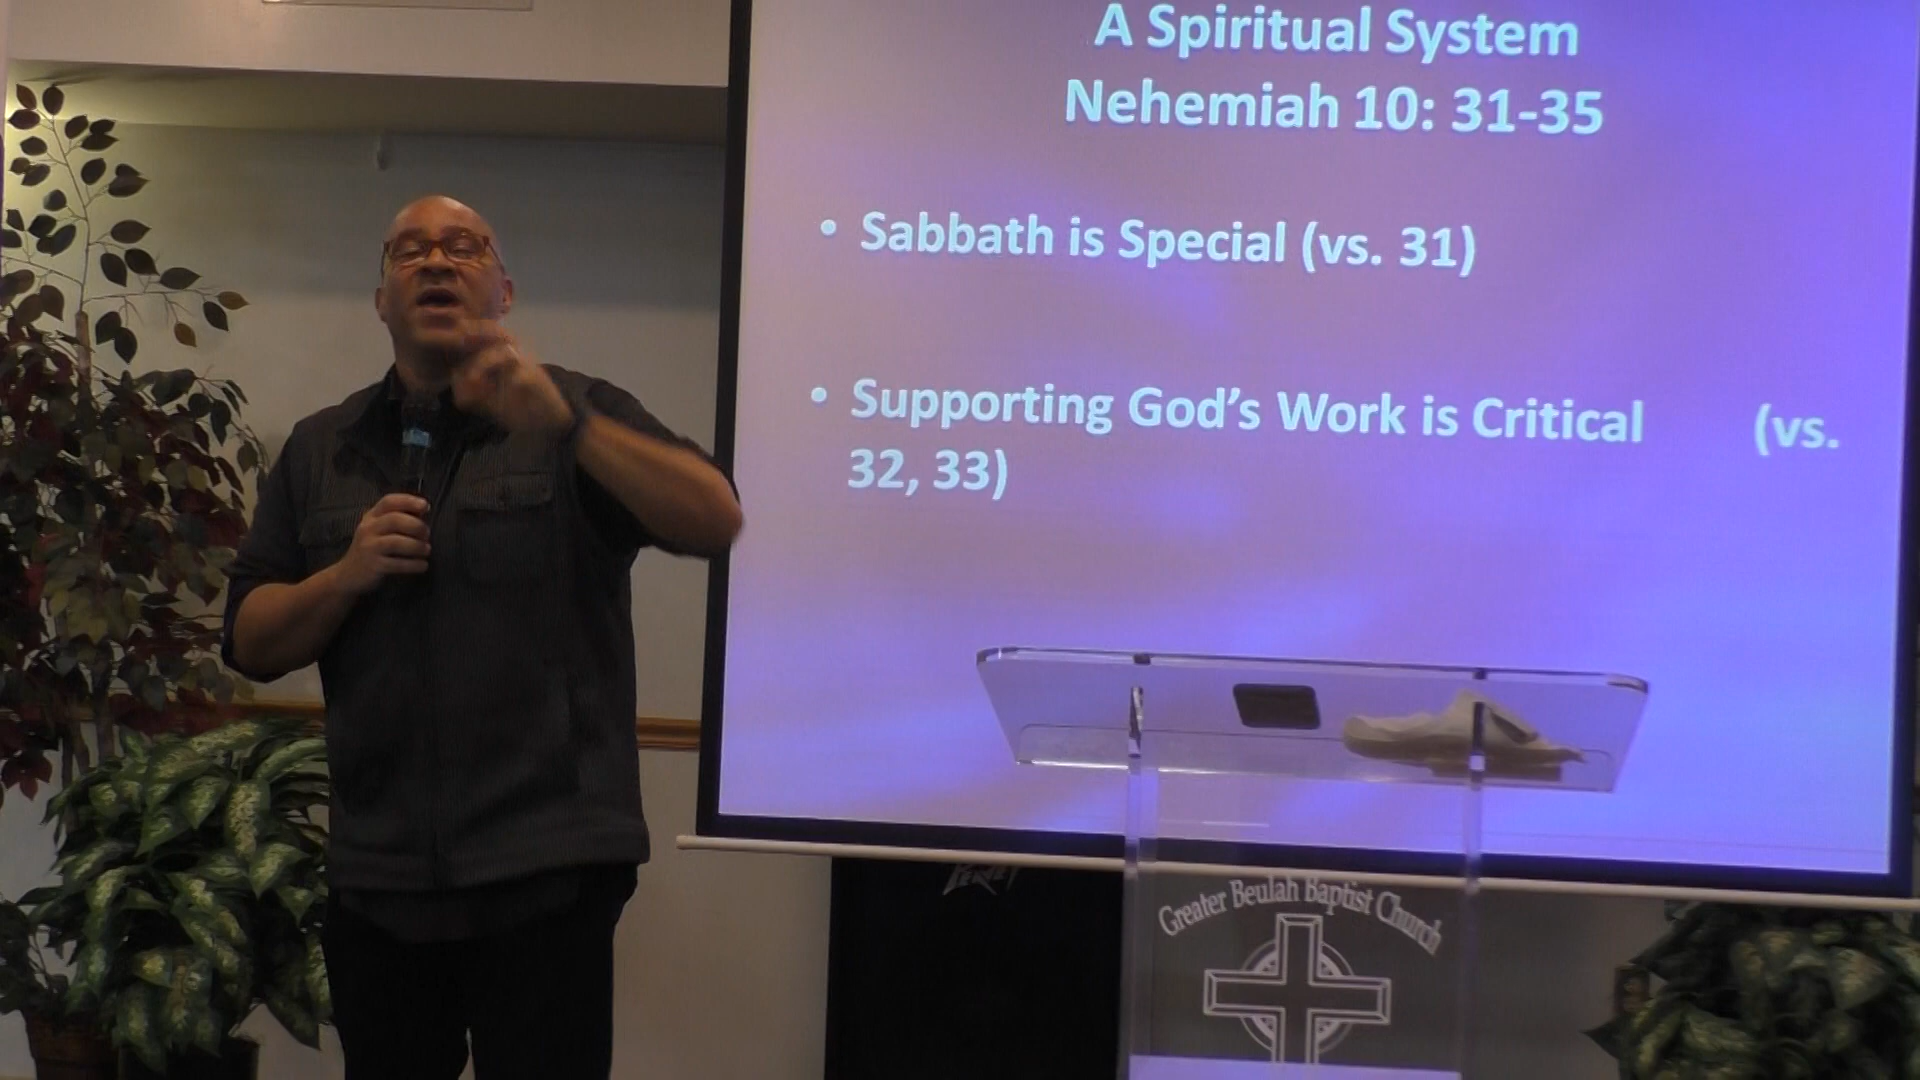 A Spiritual System
Nehemiah 10: 31-35
• Sabbath is Special (vs. 31)
• Supporting God's Work is Critical (vs.
32, 33)
Greater Beulah Baptist Church